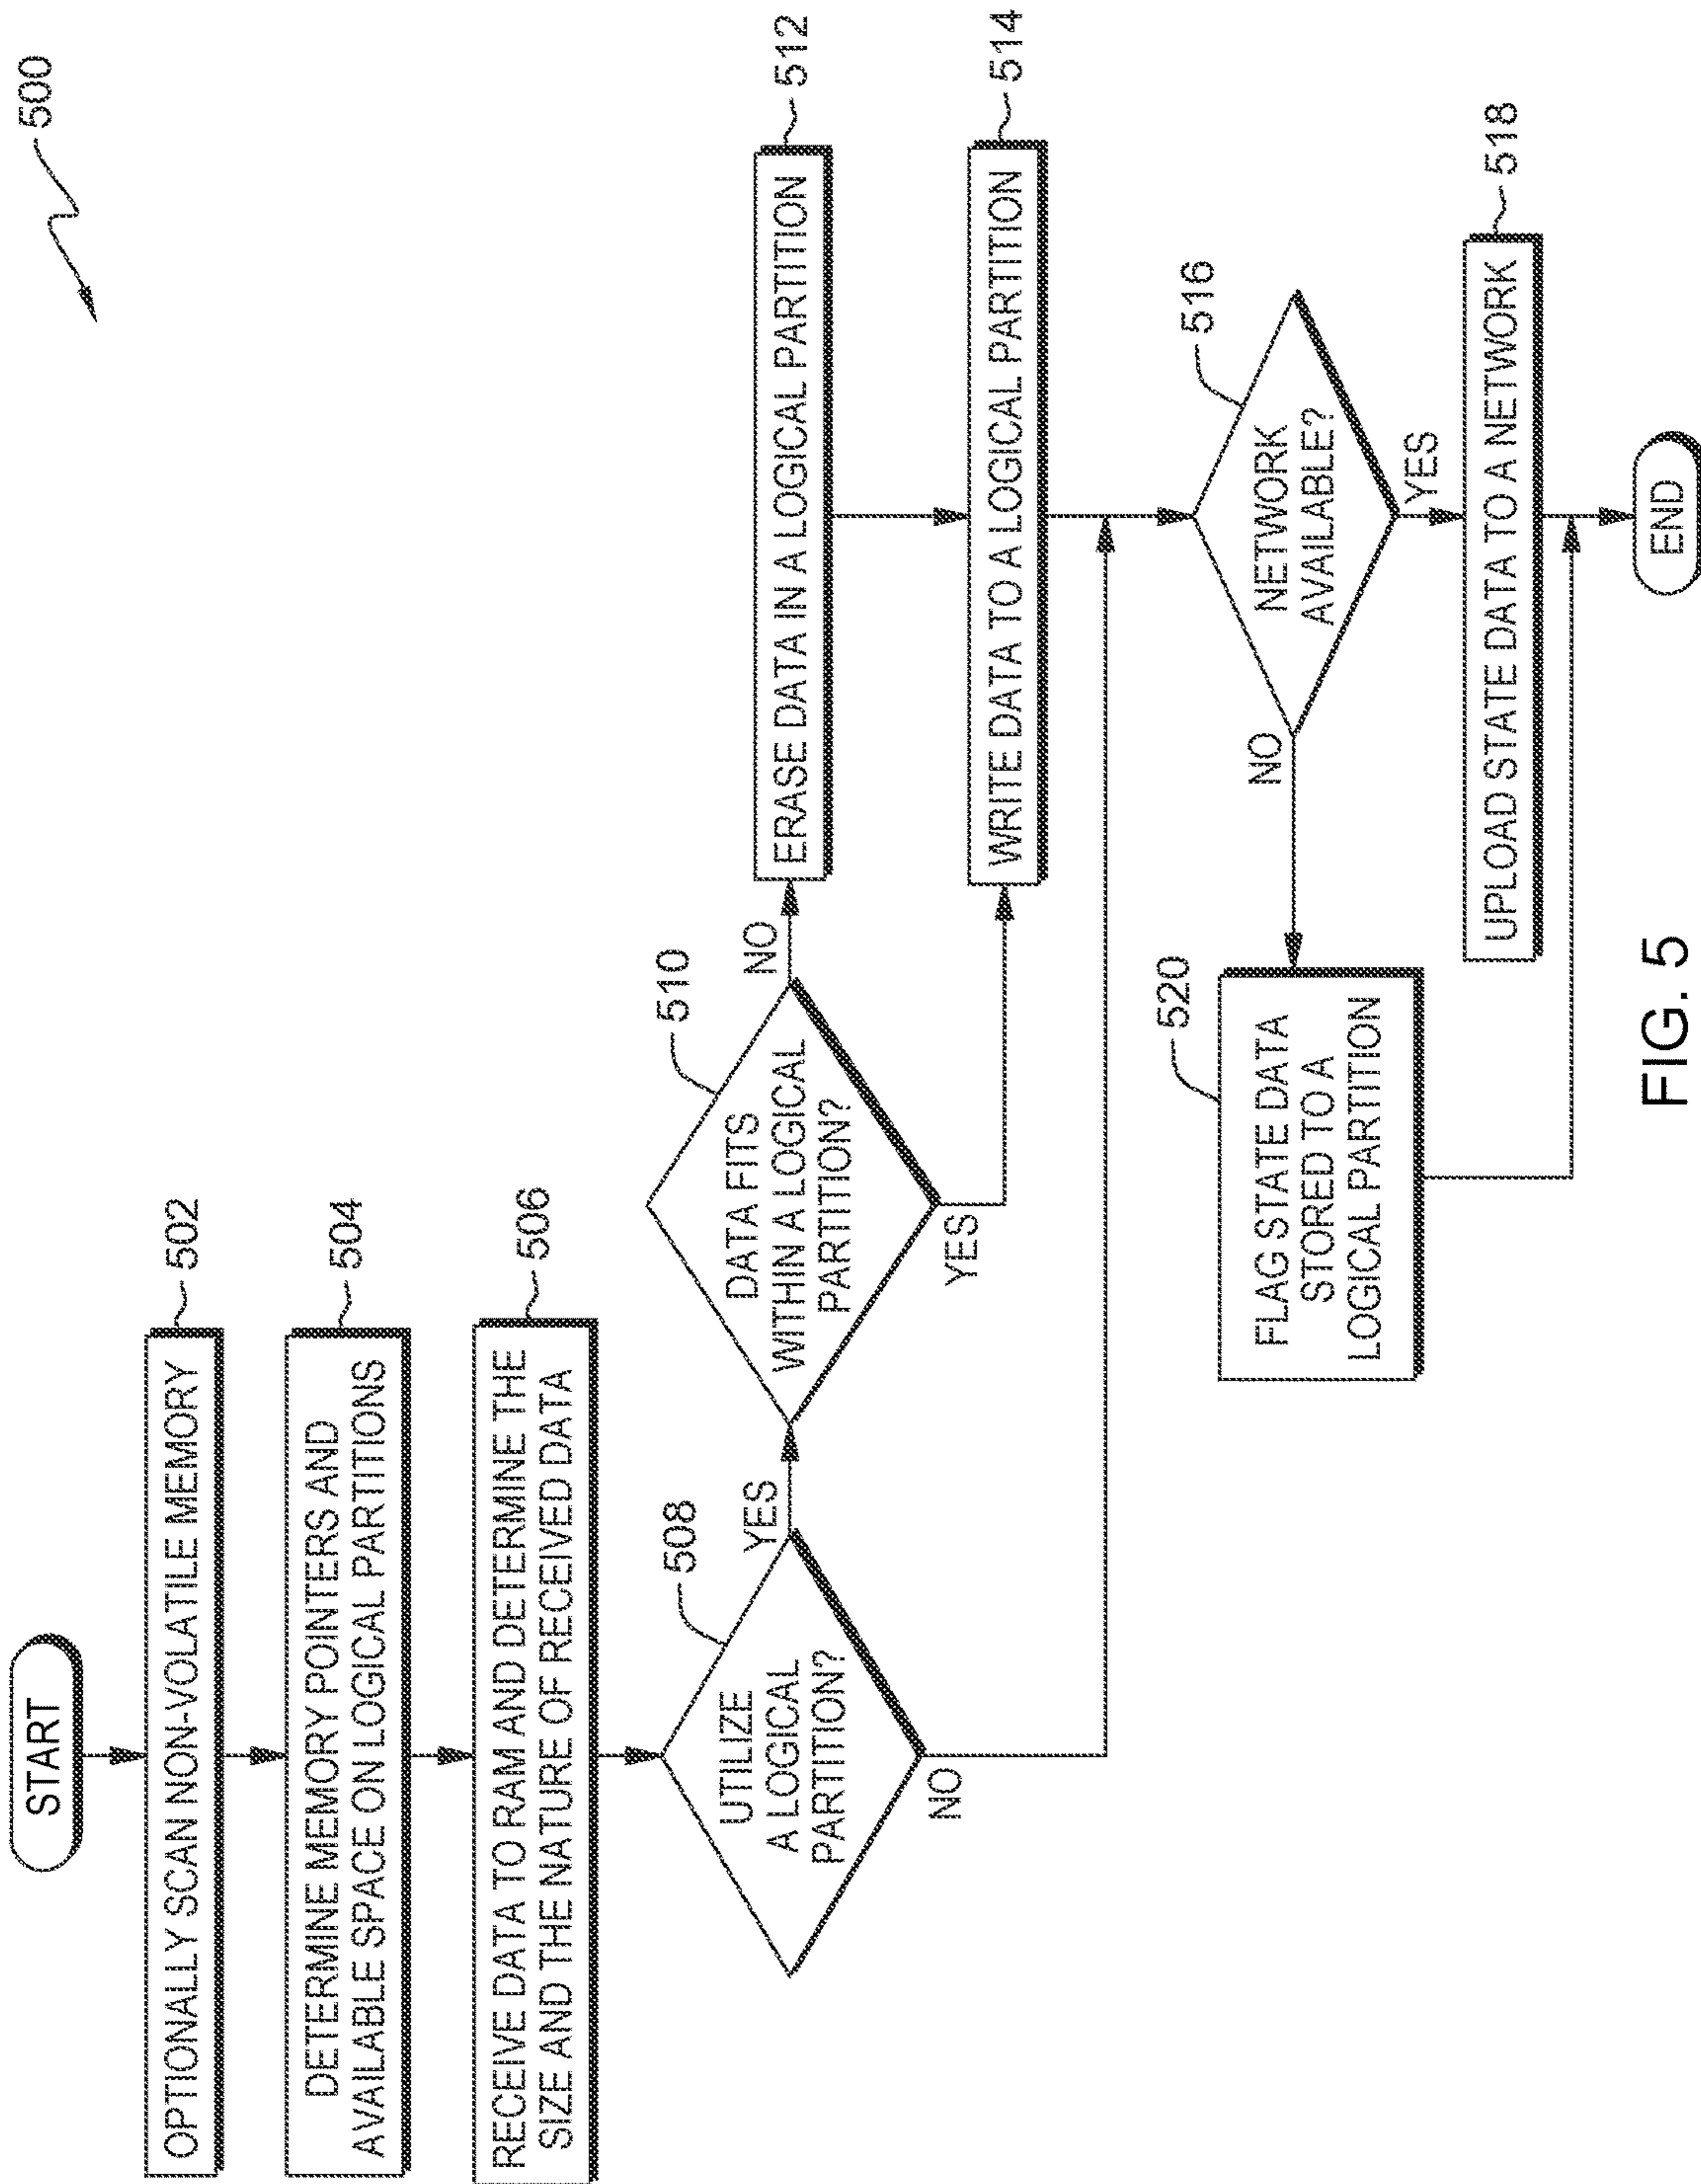 500
START
OPTIONALLY SCAN NON-VOLATILE MEMORY
502
DETERMINE MEMORY POINTERS AND
AVAILABLE SPACE ON LOGICAL PARTITIONS
504
RECEIVE DATA TO RAM AND DETERMINE THE
SIZE AND THE NATURE OF RECEIVED DATA
506
UTILIZE
A LOGICAL
PARTITION?
508
YES
NO
DATA FITS
WITHIN A LOGICAL
PARTITION?
510
NO
YES
ERASE DATA IN A LOGICAL PARTITION
512
WRITE DATA TO A LOGICAL PARTITION
514
NETWORK
AVAILABLE?
516
NO
YES
FLAG STATE DATA
STORED TO A
LOGICAL PARTITION
520
UPLOAD STATE DATA TO A NETWORK
518
END
FIG. 5